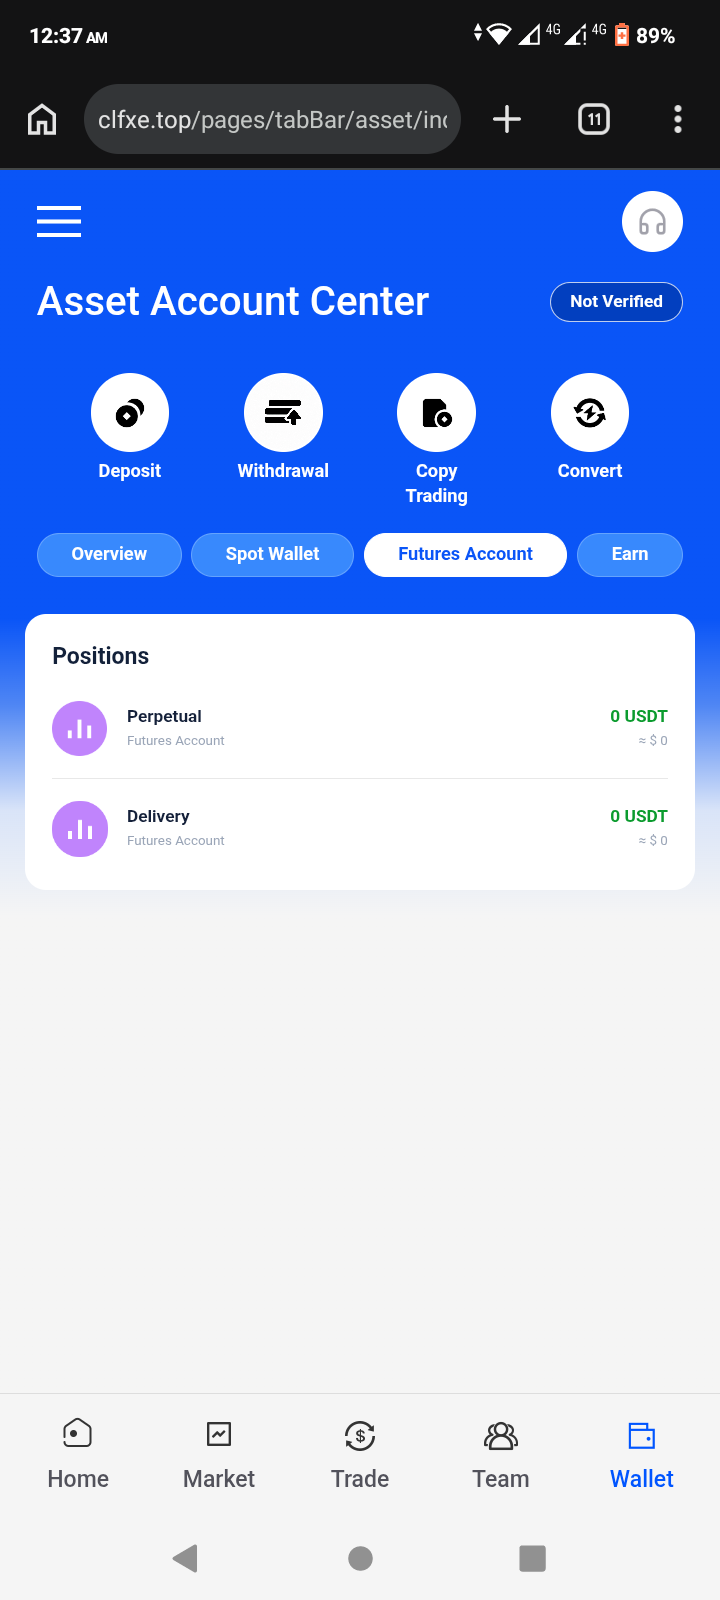 12:37 AM
4G 4G 89%
clfxe.top/pages/tabBar/asset/in
11
Asset Account Center
Not Verified
Deposit
Withdrawal
Copy
Trading
Convert
Overview
Spot Wallet
Futures Account
Earn
Positions
Perpetual
0 USDT
Futures Account
≈ $ 0
Delivery
0 USDT
Futures Account
≈ $ 0
Home
Market
Trade
Team
Wallet